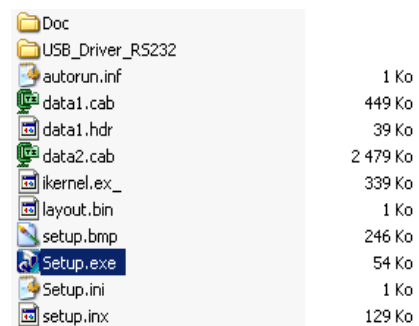 Doc
USB_Driver_RS232
autorun.inf 1 Ko
data1.cab 449 Ko
data1.hdr 39 Ko
data2.cab 2 479 Ko
ikernel.ex_ 339 Ko
layout.bin 1 Ko
setup.bmp 246 Ko
Setup.exe 54 Ko
Setup.ini 1 Ko
setup.inx 129 Ko